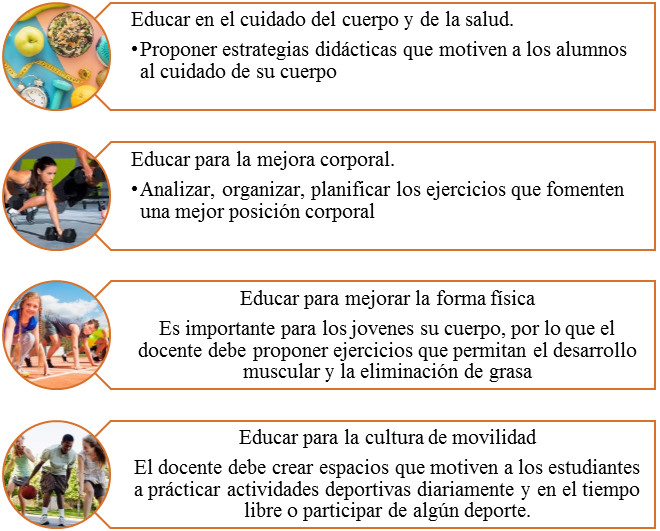 Educar en el cuidado del cuerpo y de la salud.
•Proponer estrategias didácticas que motiven a los alumnos
al cuidado de su cuerpo
Educar para la mejora corporal.
•Analizar, organizar, planificar los ejercicios que fomenten
una mejor posición corporal
Educar para mejorar la forma física
Es importante para los jovenes su cuerpo, por lo que el
docente debe proponer ejercicios que permitan el desarrollo
muscular y la eliminación de grasa
Educar para la cultura de movilidad
El docente debe crear espacios que motiven a los estudiantes
a prácticar actividades deportivas diariamente y en el tiempo
libre o participar de algún deporte.